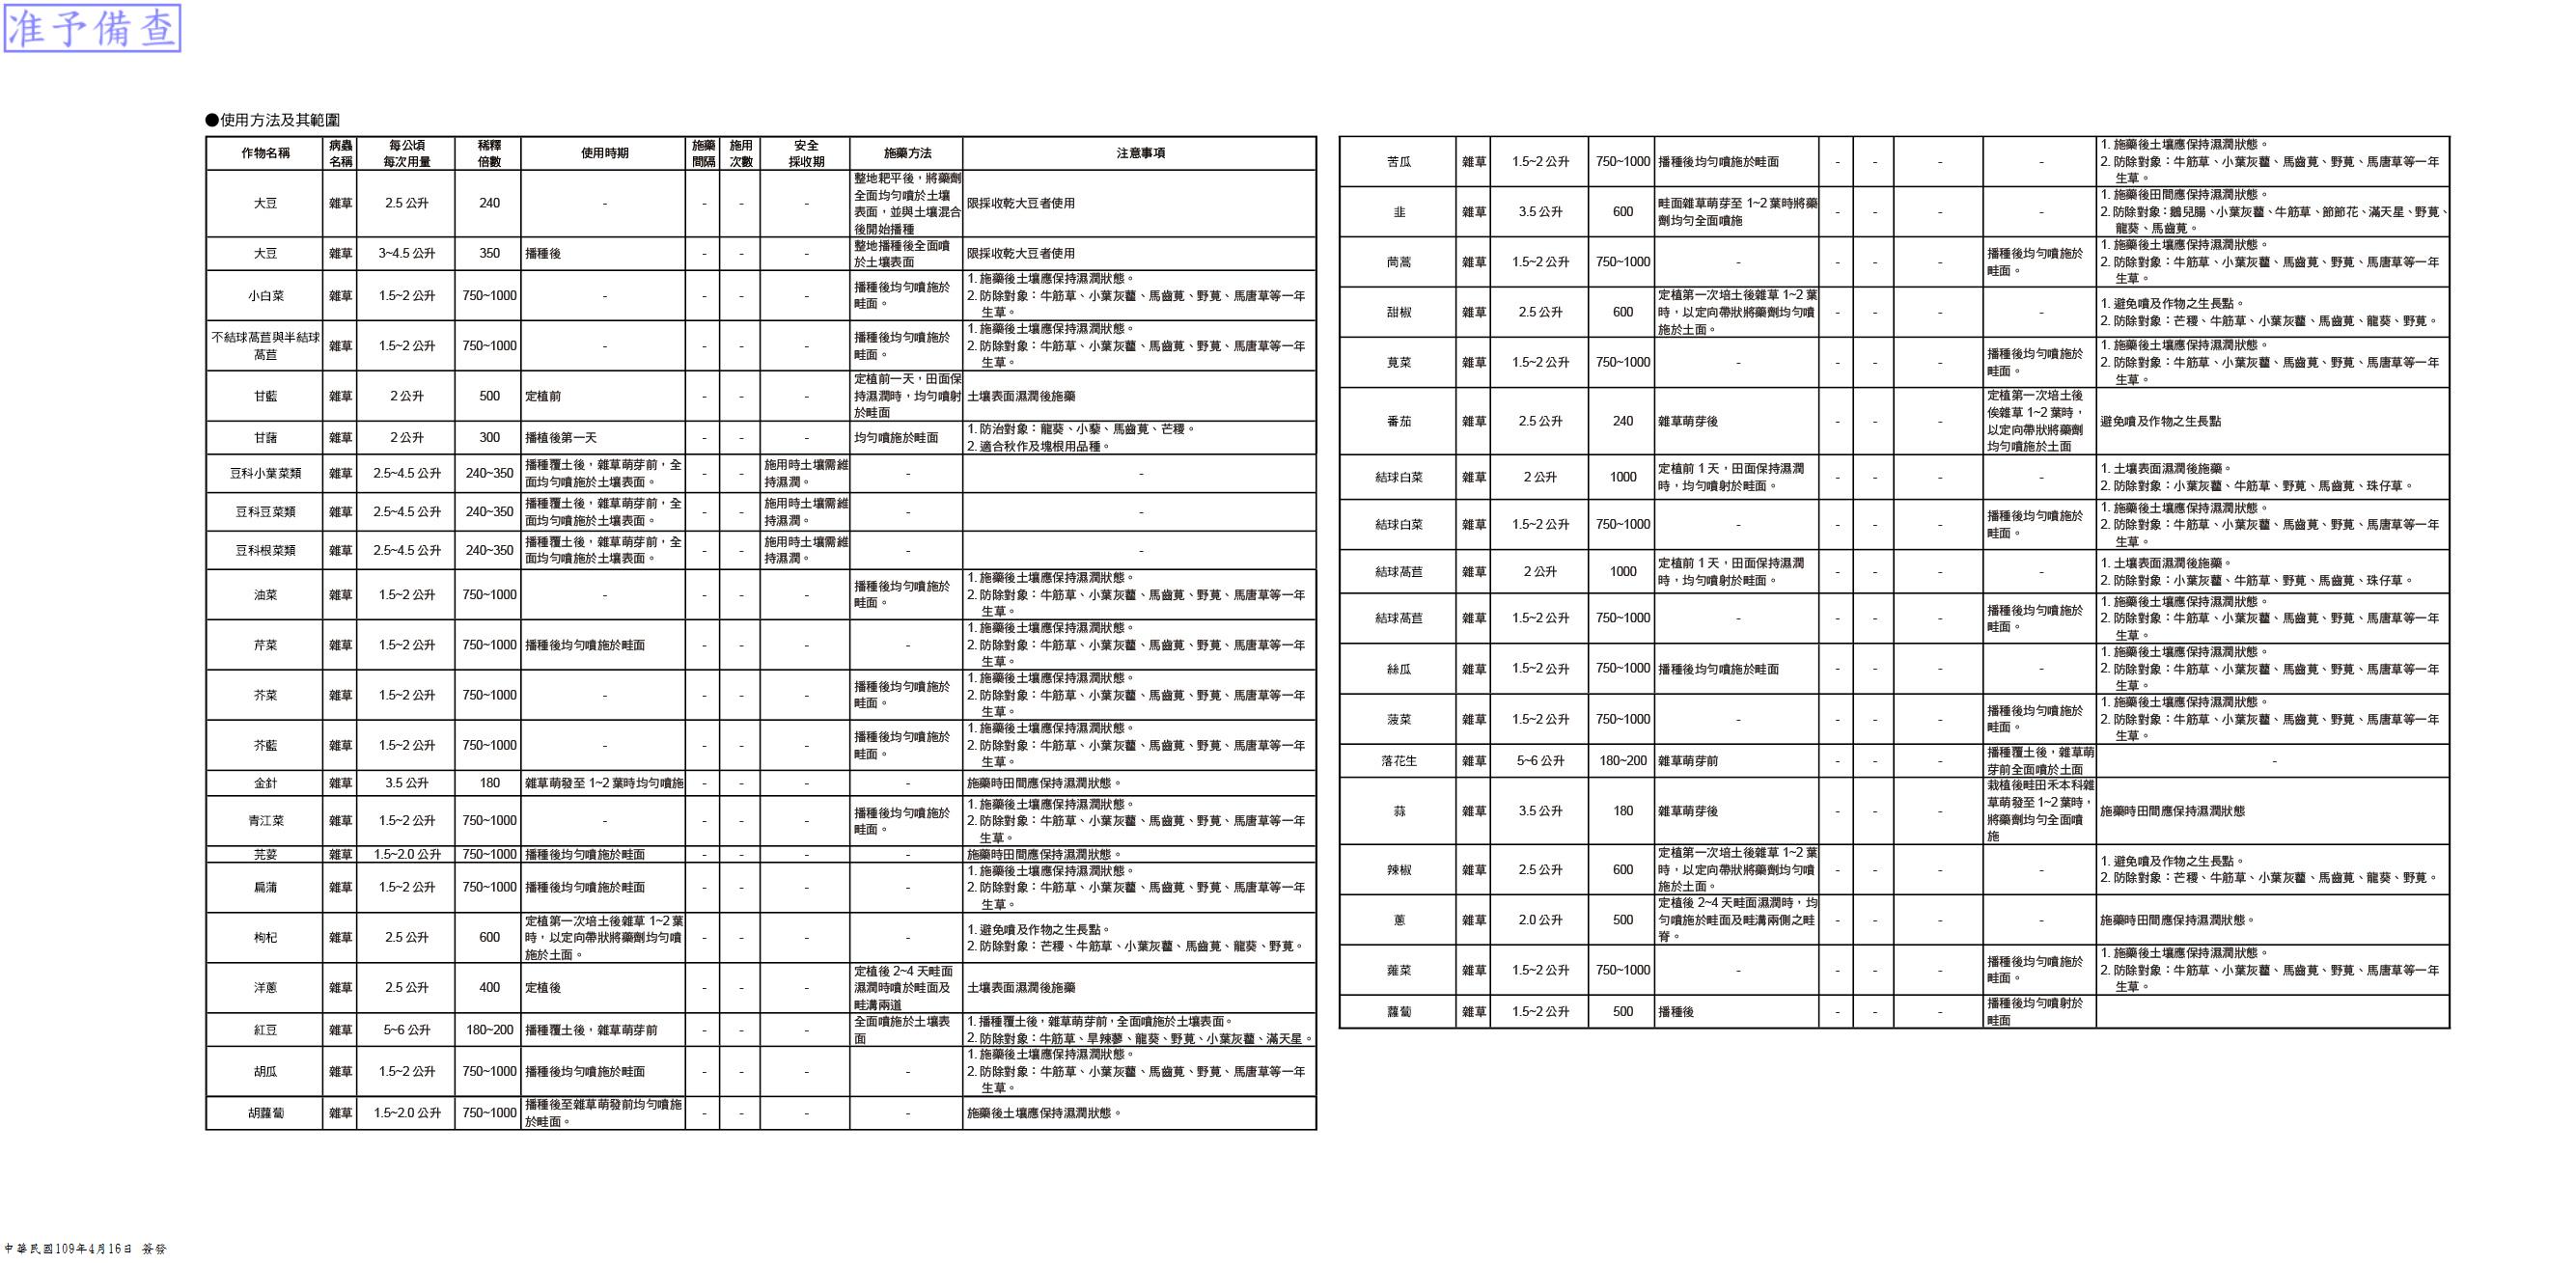 准予備查
●使用方法及其範圍
作物名稱 病蟲名稱 每公頃每次用量 稀釋倍數 使用時期 施藥間隔 施用次數 安全採收期 施藥方法 注意事項
大豆 雜草 2.5 公升 240 - - - - 整地耙平後，將藥劑全面均勻噴於土壤表面，並與土壤混合後開始播種 限採收乾大豆者使用
大豆 雜草 3~4.5 公升 350 播種後 - - - 整地播種後全面噴於土壤表面 限採收乾大豆者使用
小白菜 雜草 1.5~2 公升 750~1000 - - - - 播種後均勻噴施於畦面。 1. 施藥後土壤應保持濕潤狀態。 2. 防除對象：牛筋草、小葉灰藋、馬齒莧、野莧、馬唐草等一年生草。
不結球萵苣與半結球萵苣 雜草 1.5~2 公升 750~1000 - - - - 播種後均勻噴施於畦面。 1. 施藥後土壤應保持濕潤狀態。 2. 防除對象：牛筋草、小葉灰藋、馬齒莧、野莧、馬唐草等一年生草。
甘藍 雜草 2 公升 500 定植前 - - - 定植前一天，田面保持濕潤時，均勻噴射於畦面 土壤表面濕潤後施藥
甘藷 雜草 2 公升 300 播植後第一天 - - - 均勻噴施於畦面 1. 防治對象：龍葵、小藜、馬齒莧、芒稷。 2. 適合秋作及塊根用品種。
豆科小葉菜類 雜草 2.5~4.5 公升 240~350 播種覆土後，雜草萌芽前，全面均勻噴施於土壤表面。 - - 施用時土壤需維持濕潤。 - -
豆科豆菜類 雜草 2.5~4.5 公升 240~350 播種覆土後，雜草萌芽前，全面均勻噴施於土壤表面。 - - 施用時土壤需維持濕潤。 - -
豆科根菜類 雜草 2.5~4.5 公升 240~350 播種覆土後，雜草萌芽前，全面均勻噴施於土壤表面。 - - 施用時土壤需維持濕潤。 - -
油菜 雜草 1.5~2 公升 750~1000 - - - - 播種後均勻噴施於畦面。 1. 施藥後土壤應保持濕潤狀態。 2. 防除對象：牛筋草、小葉灰藋、馬齒莧、野莧、馬唐草等一年生草。
芹菜 雜草 1.5~2 公升 750~1000 播種後均勻噴施於畦面 - - - - 1. 施藥後土壤應保持濕潤狀態。 2. 防除對象：牛筋草、小葉灰藋、馬齒莧、野莧、馬唐草等一年生草。
芥菜 雜草 1.5~2 公升 750~1000 - - - - 播種後均勻噴施於畦面。 1. 施藥後土壤應保持濕潤狀態。 2. 防除對象：牛筋草、小葉灰藋、馬齒莧、野莧、馬唐草等一年生草。
芥藍 雜草 1.5~2 公升 750~1000 - - - - 播種後均勻噴施於畦面。 1. 施藥後土壤應保持濕潤狀態。 2. 防除對象：牛筋草、小葉灰藋、馬齒莧、野莧、馬唐草等一年生草。
金針 雜草 3.5 公升 180 雜草萌發至 1~2 葉時均勻噴施 - - - - 施藥時田間應保持濕潤狀態。
青江菜 雜草 1.5~2 公升 750~1000 - - - - 播種後均勻噴施於畦面。 1. 施藥後土壤應保持濕潤狀態。 2. 防除對象：牛筋草、小葉灰藋、馬齒莧、野莧、馬唐草等一年生草。
芫荽 雜草 1.5~2.0 公升 750~1000 播種後均勻噴施於畦面 - - - - 施藥時田間應保持濕潤狀態。
扁蒲 雜草 1.5~2 公升 750~1000 播種後均勻噴施於畦面 - - - - 1. 施藥後土壤應保持濕潤狀態。 2. 防除對象：牛筋草、小葉灰藋、馬齒莧、野莧、馬唐草等一年生草。
枸杞 雜草 2.5 公升 600 定植第一次培土後雜草 1~2 葉時，以定向帶狀將藥劑均勻噴施於土面。 - - - - 1. 避免噴及作物之生長點。 2. 防除對象：芒稷、牛筋草、小葉灰藋、馬齒莧、龍葵、野莧。
洋蔥 雜草 2.5 公升 400 定植後 - - - 定植後 2~4 天畦面濕潤時噴於畦面及畦溝兩道 土壤表面濕潤後施藥
紅豆 雜草 5~6 公升 180~200 播種覆土後，雜草萌芽前 - - - 全面噴施於土壤表面 1. 播種覆土後，雜草萌芽前，全面噴施於土壤表面。 2. 防除對象：牛筋草、旱辣蓼、龍葵、野莧、小葉灰藋、滿天星。
胡瓜 雜草 1.5~2 公升 750~1000 播種後均勻噴施於畦面 - - - - 1. 施藥後土壤應保持濕潤狀態。 2. 防除對象：牛筋草、小葉灰藋、馬齒莧、野莧、馬唐草等一年生草。
胡蘿蔔 雜草 1.5~2.0 公升 750~1000 播種後至雜草萌發前均勻噴施於畦面。 - - - - 施藥後土壤應保持濕潤狀態。
苦瓜 雜草 1.5~2 公升 750~1000 播種後均勻噴施於畦面 - - - - 1. 施藥後土壤應保持濕潤狀態。 2. 防除對象：牛筋草、小葉灰藋、馬齒莧、野莧、馬唐草等一年生草。
韭 雜草 3.5 公升 600 畦面雜草萌芽至 1~2 葉時將藥劑均勻全面噴施 - - - - 1. 施藥後田間應保持濕潤狀態。 2. 防除對象：鵝兒腸、小葉灰藋、牛筋草、節節花、滿天星、野莧、龍葵、馬齒莧。
茼蒿 雜草 1.5~2 公升 750~1000 - - - - 播種後均勻噴施於畦面。 1. 施藥後土壤應保持濕潤狀態。 2. 防除對象：牛筋草、小葉灰藋、馬齒莧、野莧、馬唐草等一年生草。
甜椒 雜草 2.5 公升 600 定植第一次培土後雜草 1~2 葉時，以定向帶狀將藥劑均勻噴施於土面。 - - - - 1. 避免噴及作物之生長點。 2. 防除對象：芒稷、牛筋草、小葉灰藋、馬齒莧、龍葵、野莧。
莧菜 雜草 1.5~2 公升 750~1000 - - - - 播種後均勻噴施於畦面。 1. 施藥後土壤應保持濕潤狀態。 2. 防除對象：牛筋草、小葉灰藋、馬齒莧、野莧、馬唐草等一年生草。
番茄 雜草 2.5 公升 240 雜草萌芽後 - - - 定植第一次培土後俟雜草 1~2 葉時，以定向帶狀將藥劑均勻噴施於土面 避免噴及作物之生長點
結球白菜 雜草 2 公升 1000 定植前 1 天，田面保持濕潤時，均勻噴射於畦面。 - - - - 1. 土壤表面濕潤後施藥。 2. 防除對象：小葉灰藋、牛筋草、野莧、馬齒莧、珠仔草。
結球白菜 雜草 1.5~2 公升 750~1000 - - - - 播種後均勻噴施於畦面。 1. 施藥後土壤應保持濕潤狀態。 2. 防除對象：牛筋草、小葉灰藋、馬齒莧、野莧、馬唐草等一年生草。
結球萵苣 雜草 2 公升 1000 定植前 1 天，田面保持濕潤時，均勻噴射於畦面。 - - - - 1. 土壤表面濕潤後施藥。 2. 防除對象：小葉灰藋、牛筋草、野莧、馬齒莧、珠仔草。
結球萵苣 雜草 1.5~2 公升 750~1000 - - - - 播種後均勻噴施於畦面。 1. 施藥後土壤應保持濕潤狀態。 2. 防除對象：牛筋草、小葉灰藋、馬齒莧、野莧、馬唐草等一年生草。
絲瓜 雜草 1.5~2 公升 750~1000 播種後均勻噴施於畦面 - - - - 1. 施藥後土壤應保持濕潤狀態。 2. 防除對象：牛筋草、小葉灰藋、馬齒莧、野莧、馬唐草等一年生草。
菠菜 雜草 1.5~2 公升 750~1000 - - - - 播種後均勻噴施於畦面。 1. 施藥後土壤應保持濕潤狀態。 2. 防除對象：牛筋草、小葉灰藋、馬齒莧、野莧、馬唐草等一年生草。
落花生 雜草 5~6 公升 180~200 雜草萌芽前 - - - 播種覆土後，雜草萌芽前全面噴於土面 -
蒜 雜草 3.5 公升 180 雜草萌芽後 - - - 栽植後畦田禾本科雜草萌發至 1~2 葉時，將藥劑均勻全面噴施 施藥時田間應保持濕潤狀態
辣椒 雜草 2.5 公升 600 定植第一次培土後雜草 1~2 葉時，以定向帶狀將藥劑均勻噴施於土面。 - - - - 1. 避免噴及作物之生長點。 2. 防除對象：芒稷、牛筋草、小葉灰藋、馬齒莧、龍葵、野莧。
蔥 雜草 2.0 公升 500 定植後 2~4 天畦面濕潤時，均勻噴施於畦面及畦溝兩側之畦脊。 - - - - 施藥時田間應保持濕潤狀態。
蕹菜 雜草 1.5~2 公升 750~1000 - - - - 播種後均勻噴施於畦面。 1. 施藥後土壤應保持濕潤狀態。 2. 防除對象：牛筋草、小葉灰藋、馬齒莧、野莧、馬唐草等一年生草。
蘿蔔 雜草 1.5~2 公升 500 播種後 - - - 播種後均勻噴射於畦面
中華民國109年4月16日 簽發